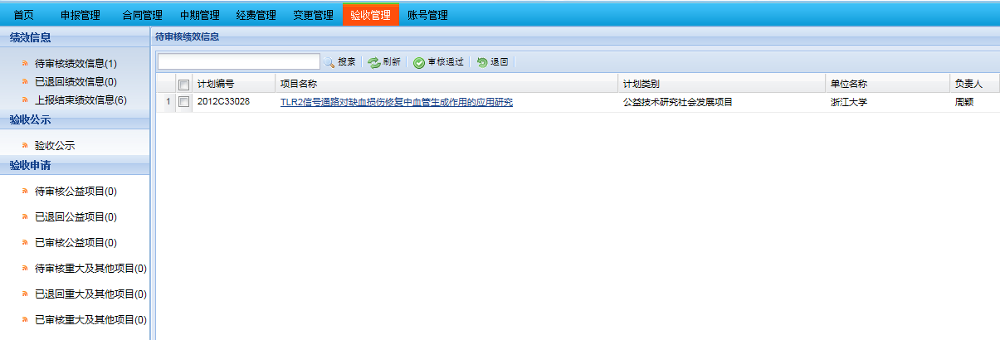 首页 申报管理 合同管理 中期管理 经费管理 变更管理 验收管理 账号管理
绩效信息
待审核绩效信息(1)
已退回绩效信息(0)
上报结束绩效信息(6)
验收公示
验收公示
验收申请
待审核公益项目(0)
已退回公益项目(0)
已审核公益项目(0)
待审核重大及其他项目(0)
已退回重大及其他项目(0)
已审核重大及其他项目(0)
待审核绩效信息
搜索 刷新 审核通过 退回
计划编号 项目名称 计划类别 单位名称 负责人
1 2012C33028 TLR2信号通路对缺血损伤修复中血管生成作用的应用研究 公益技术研究社会发展项目 浙江大学 周颖